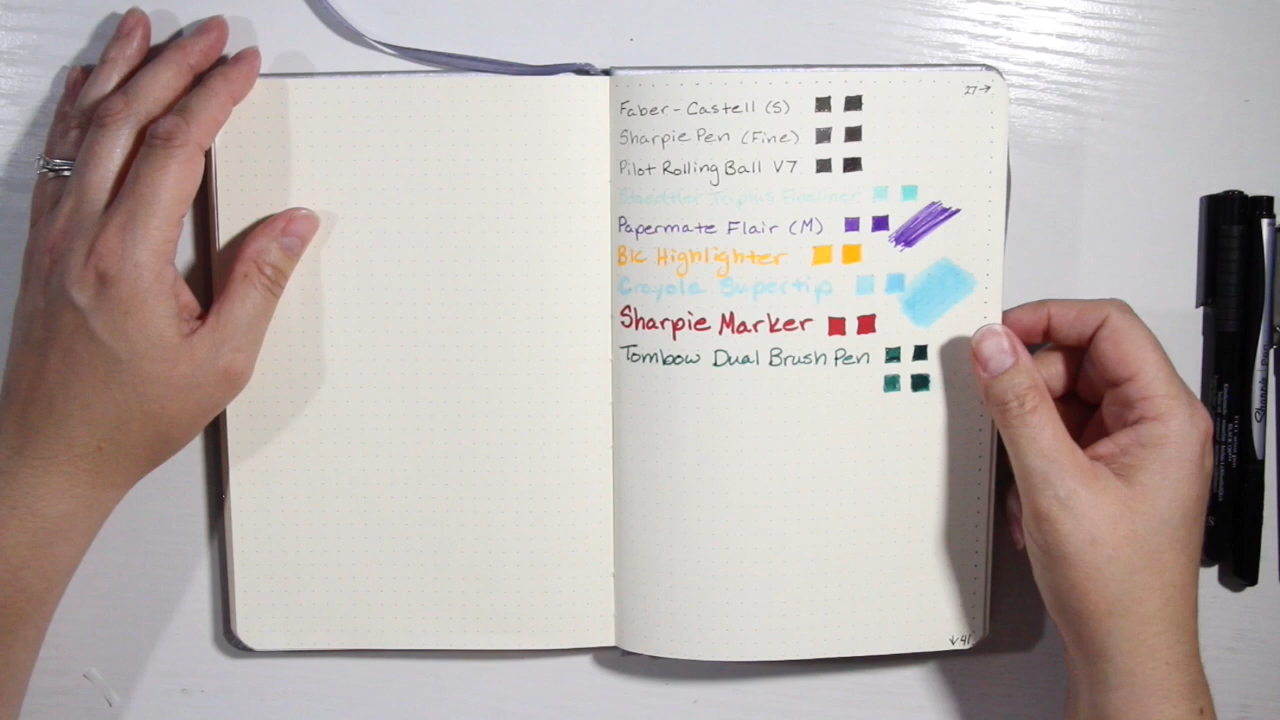 27→
Faber-Castell (S)
Sharpie Pen (Fine)
Pilot Rolling Ball V7
Staedtler Triplus Fineliner
Papermate Flair (M)
Bic Highlighter
Crayola Supertip
Sharpie Marker
Tombow Dual Brush Pen
↓41